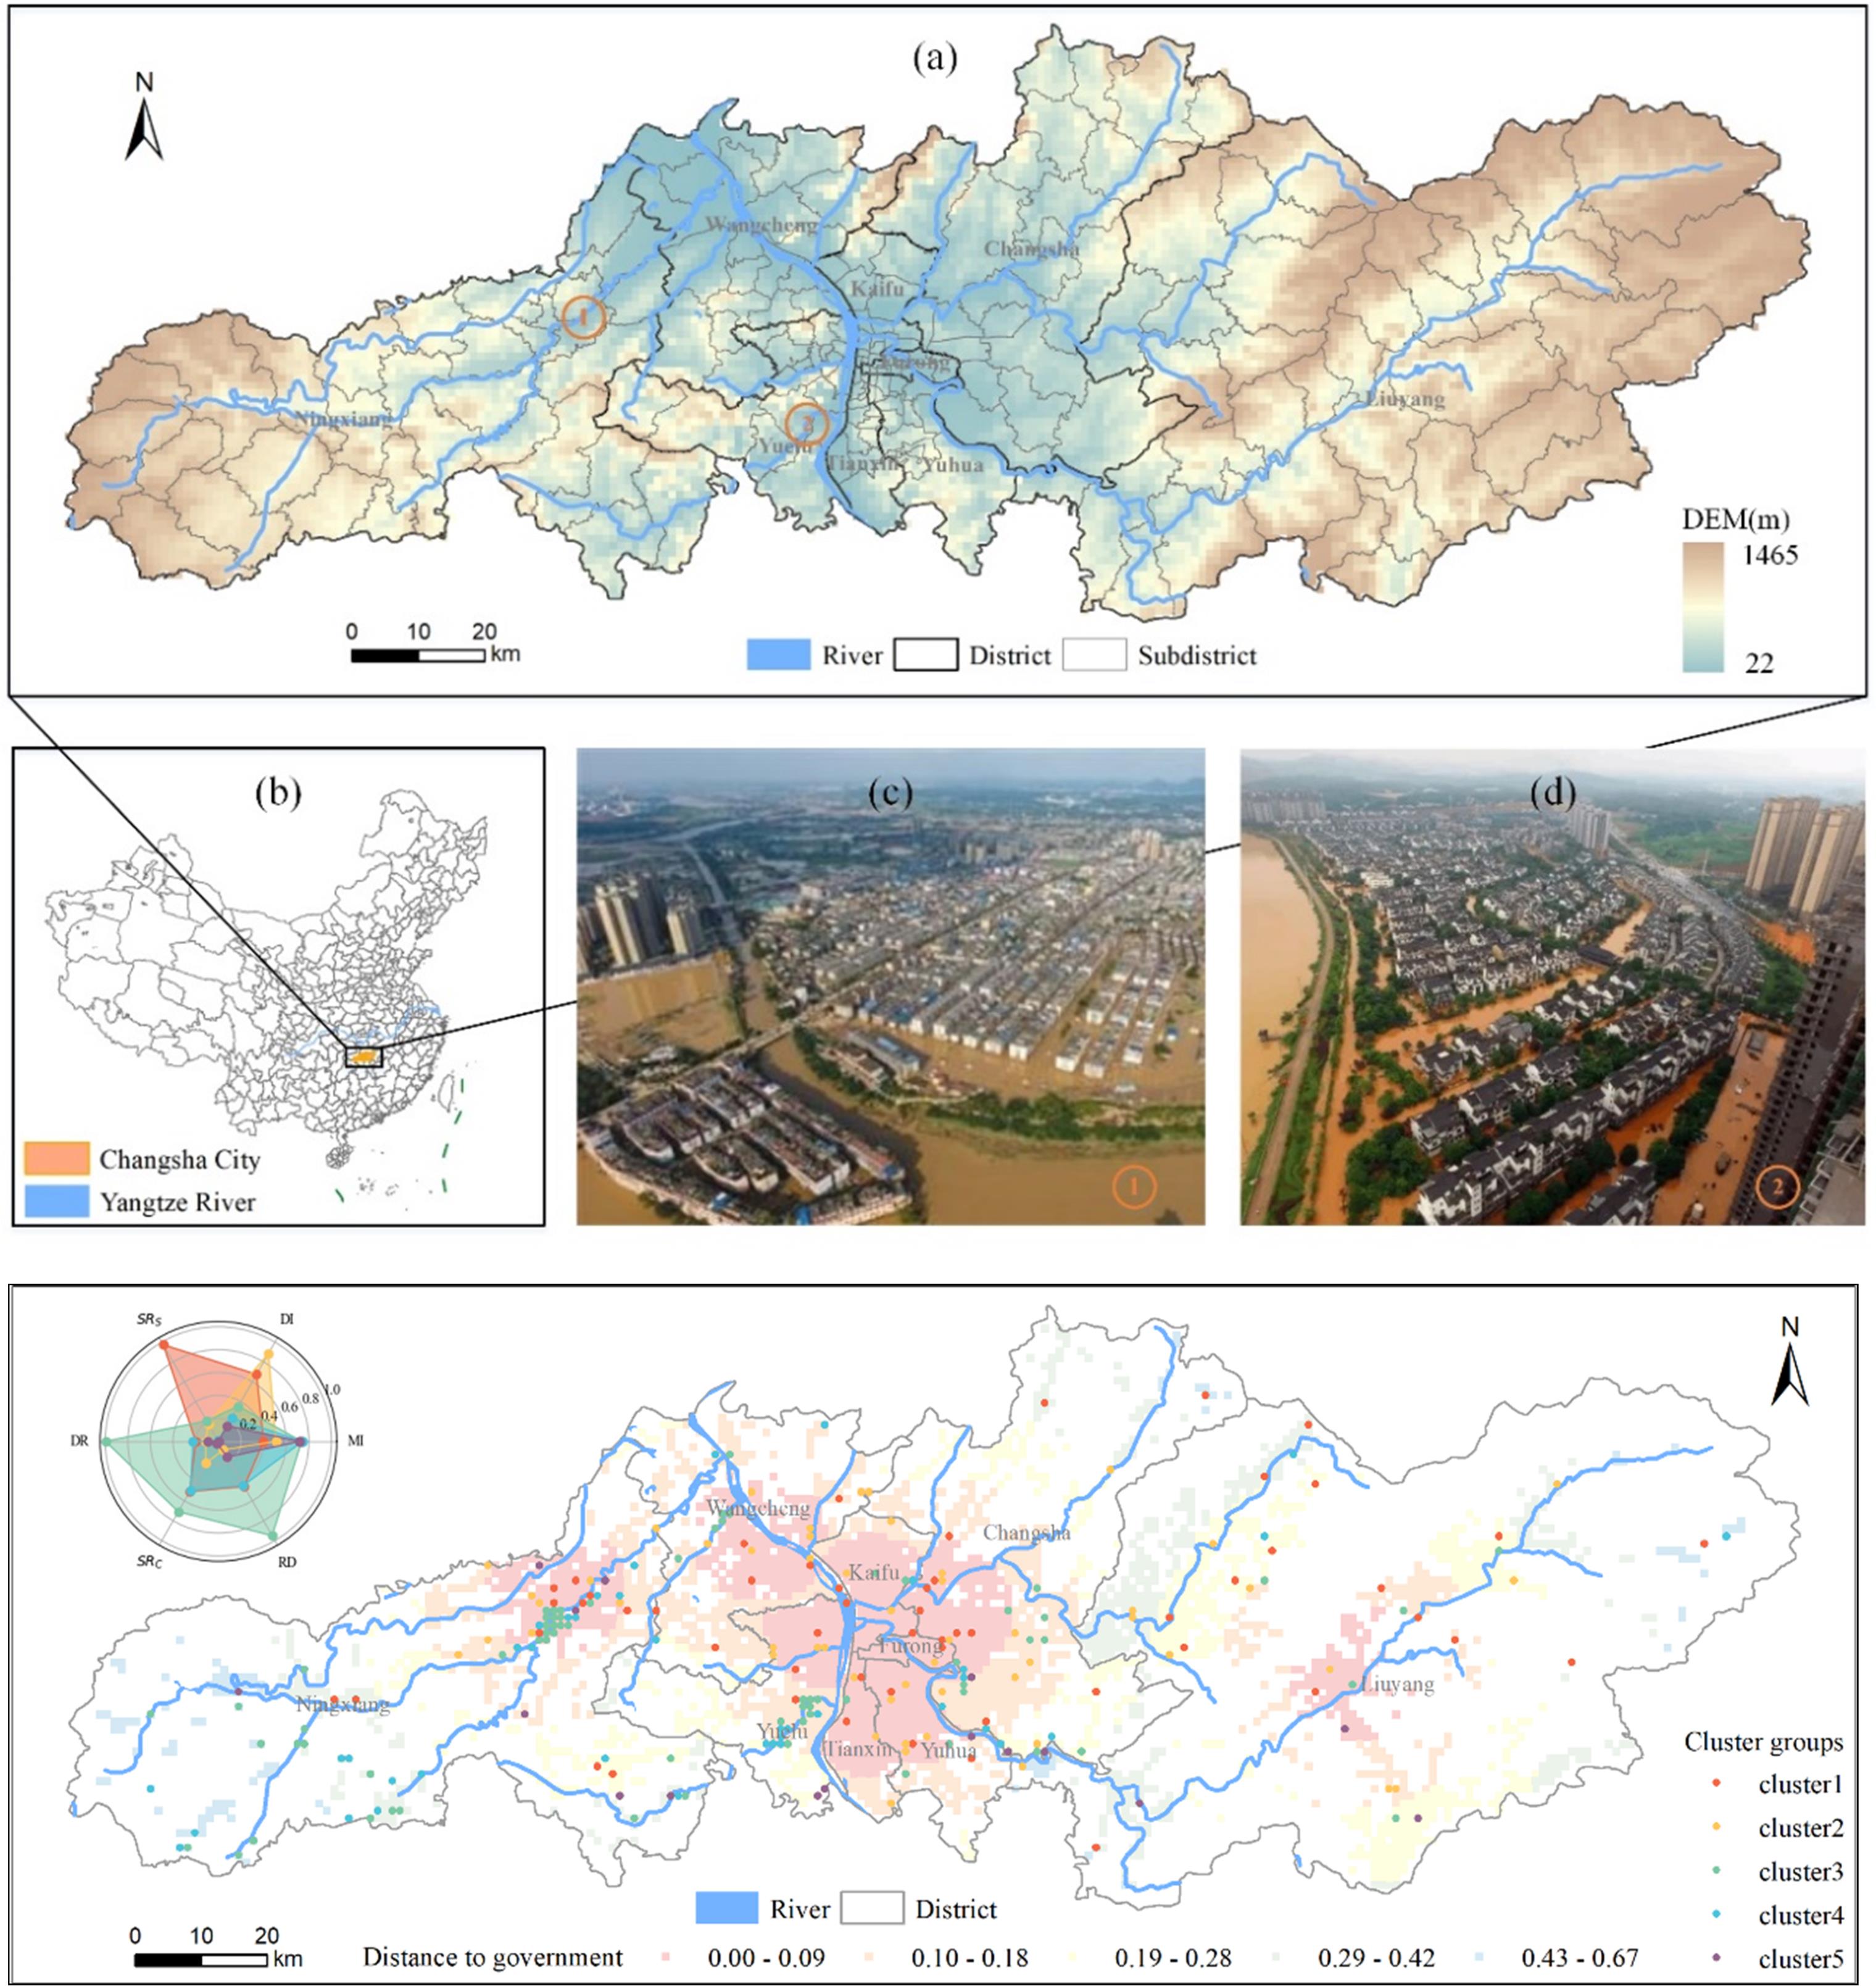 (a)
N
Wangcheng
Changsha
Kaifu
1
Furong
Ningxiang
Liuyang
2
Yuelu
Tianxin
Yuhua
DEM(m)
1465
22
0 10 20
km
River
District
Subdistrict
(b)
(c)
(d)
Changsha City
Yangtze River
1
2
SRS
DI
1.0
0.8
0.6
0.4
0.2
DR
MI
SRC
RD
N
Wangcheng
Changsha
Kaifu
Furong
Ningxiang
Liuyang
Yuelu
Tianxin
Yuhua
Cluster groups
cluster1
cluster2
cluster3
cluster4
cluster5
River
District
0 10 20
km
Distance to government 0.00 - 0.09 0.10 - 0.18 0.19 - 0.28 0.29 - 0.42 0.43 - 0.67